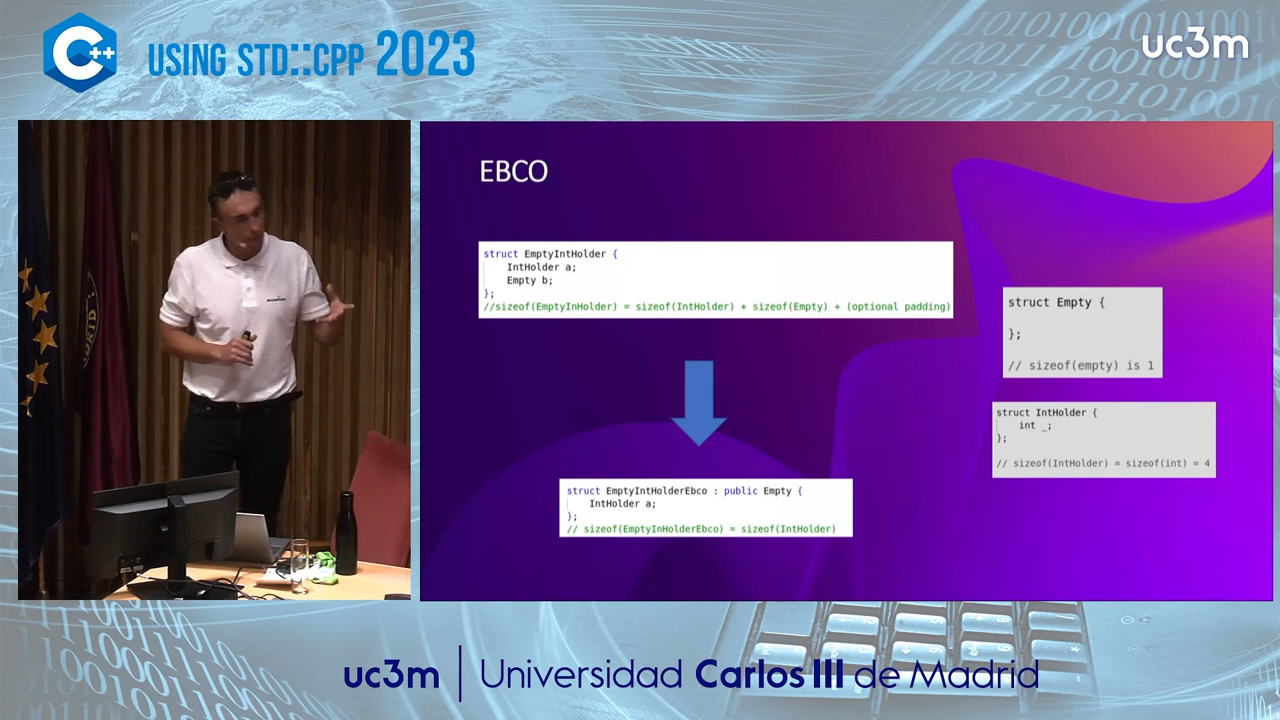 C++
USING STD::CPP 2023
uc3m
EBCO
struct EmptyIntHolder {
IntHolder a;
Empty b;
};
//sizeof(EmptyInHolder) = sizeof(IntHolder) + sizeof(Empty) + (optional padding)
struct Empty {
};
// sizeof(empty) is 1
struct IntHolder {
int _;
};
// sizeof(IntHolder) = sizeof(int) = 4
struct EmptyIntHolderEbco : public Empty {
IntHolder a;
};
// sizeof(EmptyInHolderEbco) = sizeof(IntHolder)
uc3m | Universidad Carlos III de Madrid